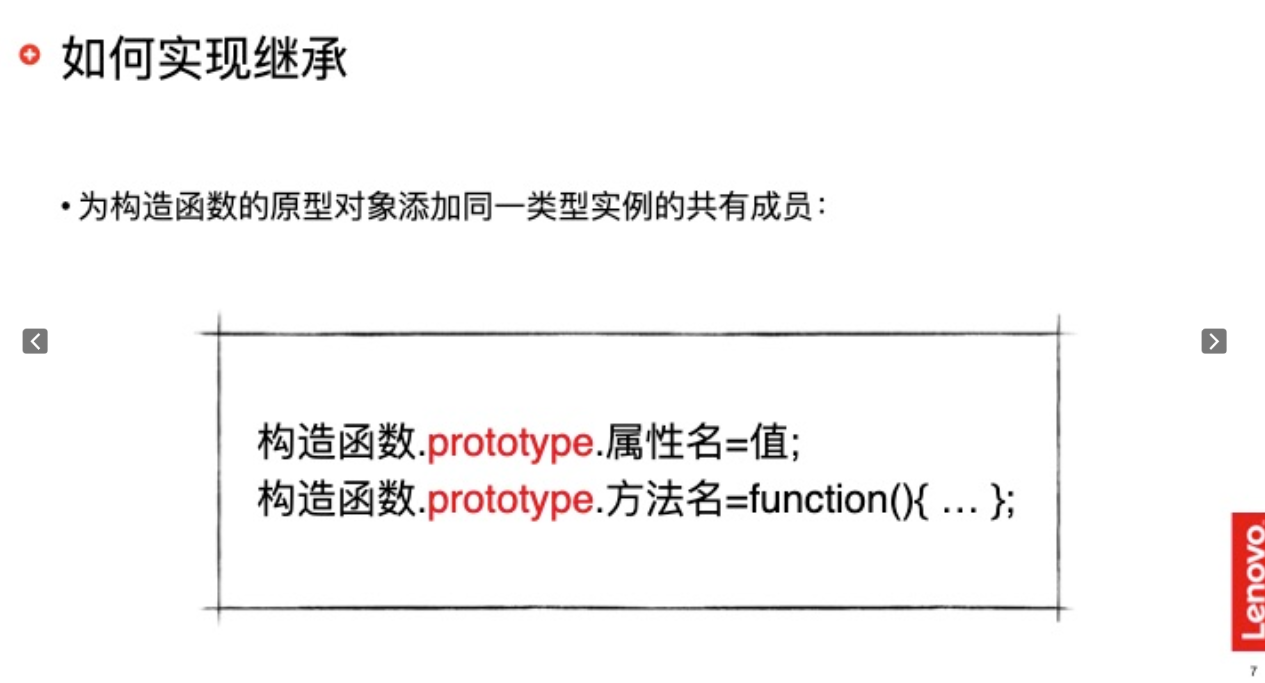 如何实现继承
• 为构造函数的原型对象添加同一类型实例的共有成员：
构造函数.prototype.属性名=值;
构造函数.prototype.方法名=function(){ … };
Lenovo
7